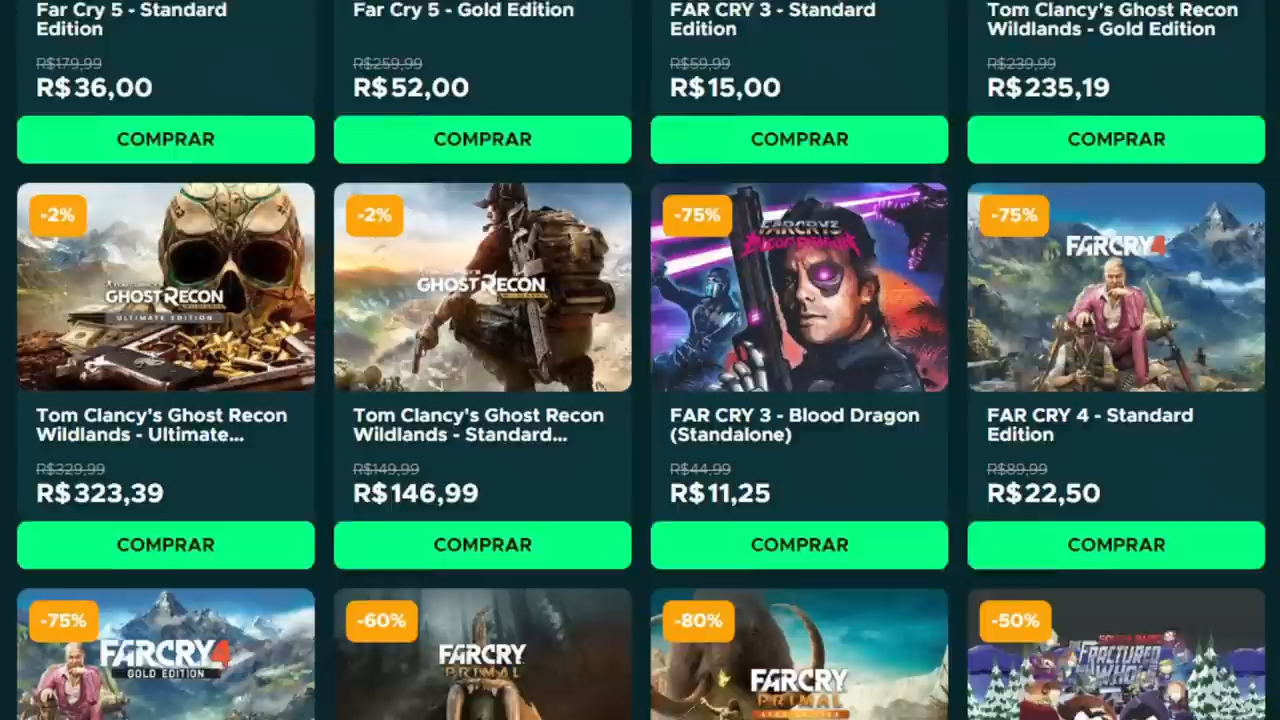 Far Cry 5 - Standard
Edition
R$179,99
R$36,00
COMPRAR
Far Cry 5 - Gold Edition
R$259,99
R$52,00
COMPRAR
FAR CRY 3 - Standard
Edition
R$59,99
R$15,00
COMPRAR
Tom Clancy's Ghost Recon
Wildlands - Gold Edition
R$239,99
R$235,19
COMPRAR
-2%
GHOST RECON
ULTIMATE EDITION
Tom Clancy's Ghost Recon
Wildlands - Ultimate...
R$329,99
R$323,39
COMPRAR
-2%
GHOST RECON
Tom Clancy's Ghost Recon
Wildlands - Standard...
R$149,99
R$146,99
COMPRAR
-75%
FARCRY3
FAR CRY 3 - Blood Dragon
(Standalone)
R$44,99
R$11,25
COMPRAR
-75%
FARCRY4
FAR CRY 4 - Standard
Edition
R$89,99
R$22,50
COMPRAR
-75%
FARCRY4
GOLD EDITION
-60%
FARCRY
PRIMAL
-80%
FARCRY
PRIMAL
-50%
SOUTH PARK
FRACTURED